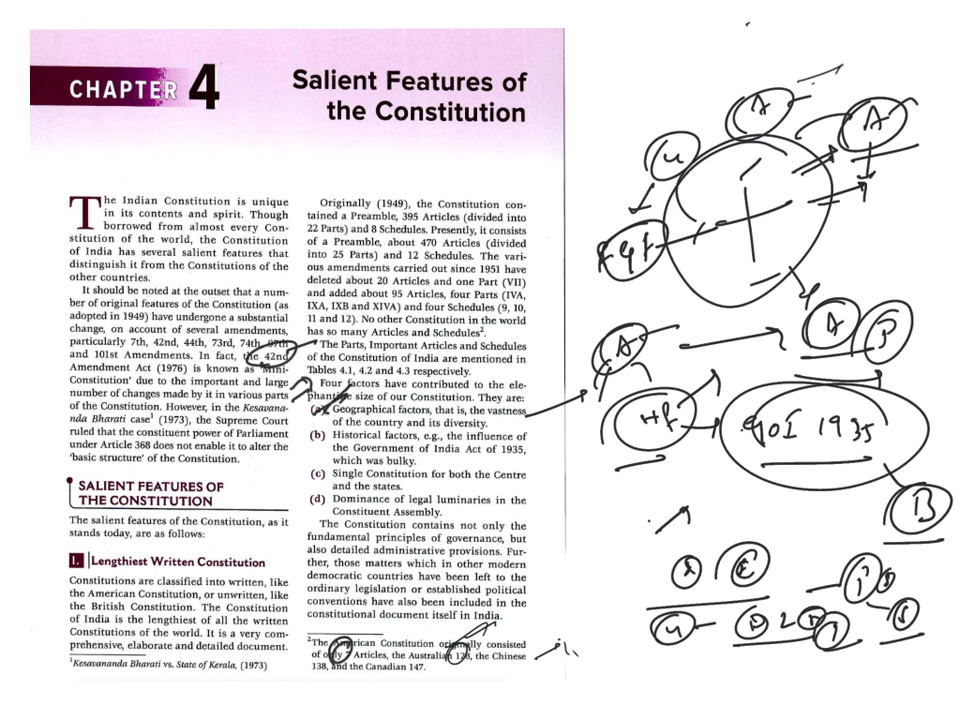 CHAPTER 4
Salient Features of
the Constitution
The Indian Constitution is unique
in its contents and spirit. Though
borrowed from almost every Con-
stitution of the world, the Constitution
of India has several salient features that
distinguish it from the Constitutions of the
other countries.
It should be noted at the outset that a num-
ber of original features of the Constitution (as
adopted in 1949) have undergone a substantial
change, on account of several amendments,
particularly 7th, 42nd, 44th, 73rd, 74th, 97th
and 101st Amendments. In fact, the 42nd
Amendment Act (1976) is known as 'Mini-
Constitution' due to the important and large
number of changes made by it in various parts
of the Constitution. However, in the Kesavana-
nda Bharati case¹ (1973), the Supreme Court
ruled that the constituent power of Parliament
under Article 368 does not enable it to alter the
'basic structure' of the Constitution.
SALIENT FEATURES OF
THE CONSTITUTION
The salient features of the Constitution, as it
stands today, are as follows:
1. Lengthiest Written Constitution
Constitutions are classified into written, like
the American Constitution, or unwritten, like
the British Constitution. The Constitution
of India is the lengthiest of all the written
Constitutions of the world. It is a very com-
prehensive, elaborate and detailed document.
¹Kesavananda Bharati vs. State of Kerala, (1973)
Originally (1949), the Constitution con-
tained a Preamble, 395 Articles (divided into
22 Parts) and 8 Schedules. Presently, it consists
of a Preamble, about 470 Articles (divided
into 25 Parts) and 12 Schedules. The vari-
ous amendments carried out since 1951 have
deleted about 20 Articles and one Part (VII)
and added about 95 Articles, four Parts (IVA,
IXA, IXB and XIVA) and four Schedules (9, 10,
11 and 12). No other Constitution in the world
has so many Articles and Schedules².
The Parts, Important Articles and Schedules
of the Constitution of India are mentioned in
Tables 4.1, 4.2 and 4.3 respectively.
Four factors have contributed to the ele-
phantine size of our Constitution. They are:
(a) Geographical factors, that is, the vastness
of the country and its diversity.
(b) Historical factors, e.g., the influence of
the Government of India Act of 1935,
which was bulky.
(c) Single Constitution for both the Centre
and the states.
(d) Dominance of legal luminaries in the
Constituent Assembly.
The Constitution contains not only the
fundamental principles of governance, but
also detailed administrative provisions. Fur-
ther, those matters which in other modern
democratic countries have been left to the
ordinary legislation or established political
conventions have also been included in the
constitutional document itself in India.
²The American Constitution originally consisted
of only 7 Articles, the Australian 128, the Chinese
138, and the Canadian 147.
A
A
A B
A
Hf
GOI 1935
B